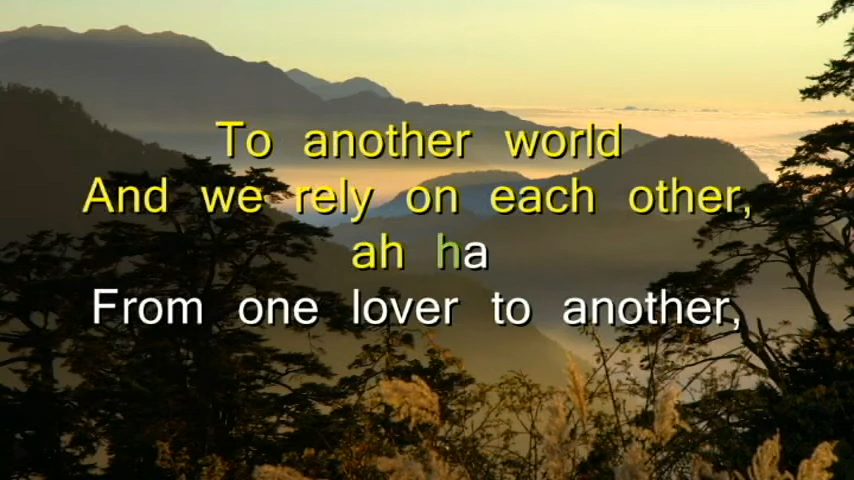 To another world
And we rely on each other,
ah ha
From one lover to another,